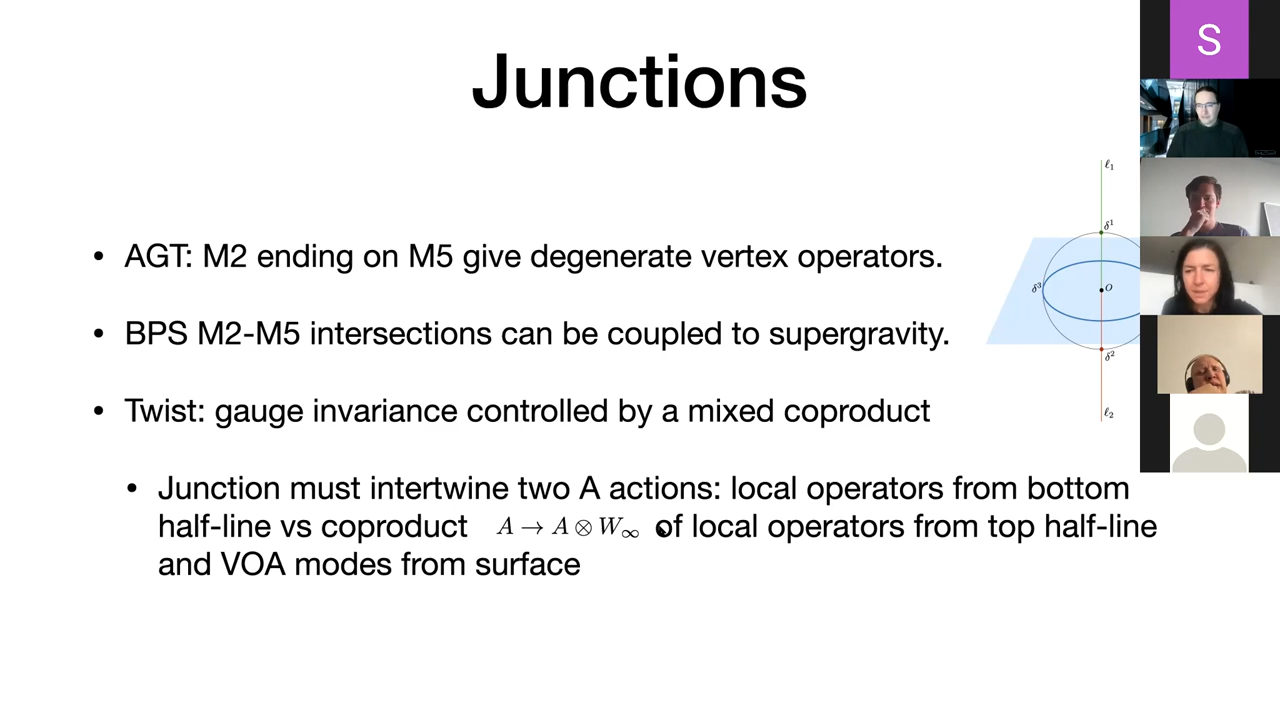 Junctions
• AGT: M2 ending on M5 give degenerate vertex operators.
• BPS M2-M5 intersections can be coupled to supergravity.
• Twist: gauge invariance controlled by a mixed coproduct
• Junction must intertwine two A actions: local operators from bottom
half-line vs coproduct A → A ⊗ W∞ of local operators from top half-line
and VOA modes from surface
ℓ₁
δ¹
δ³
O
δ²
ℓ₂
S